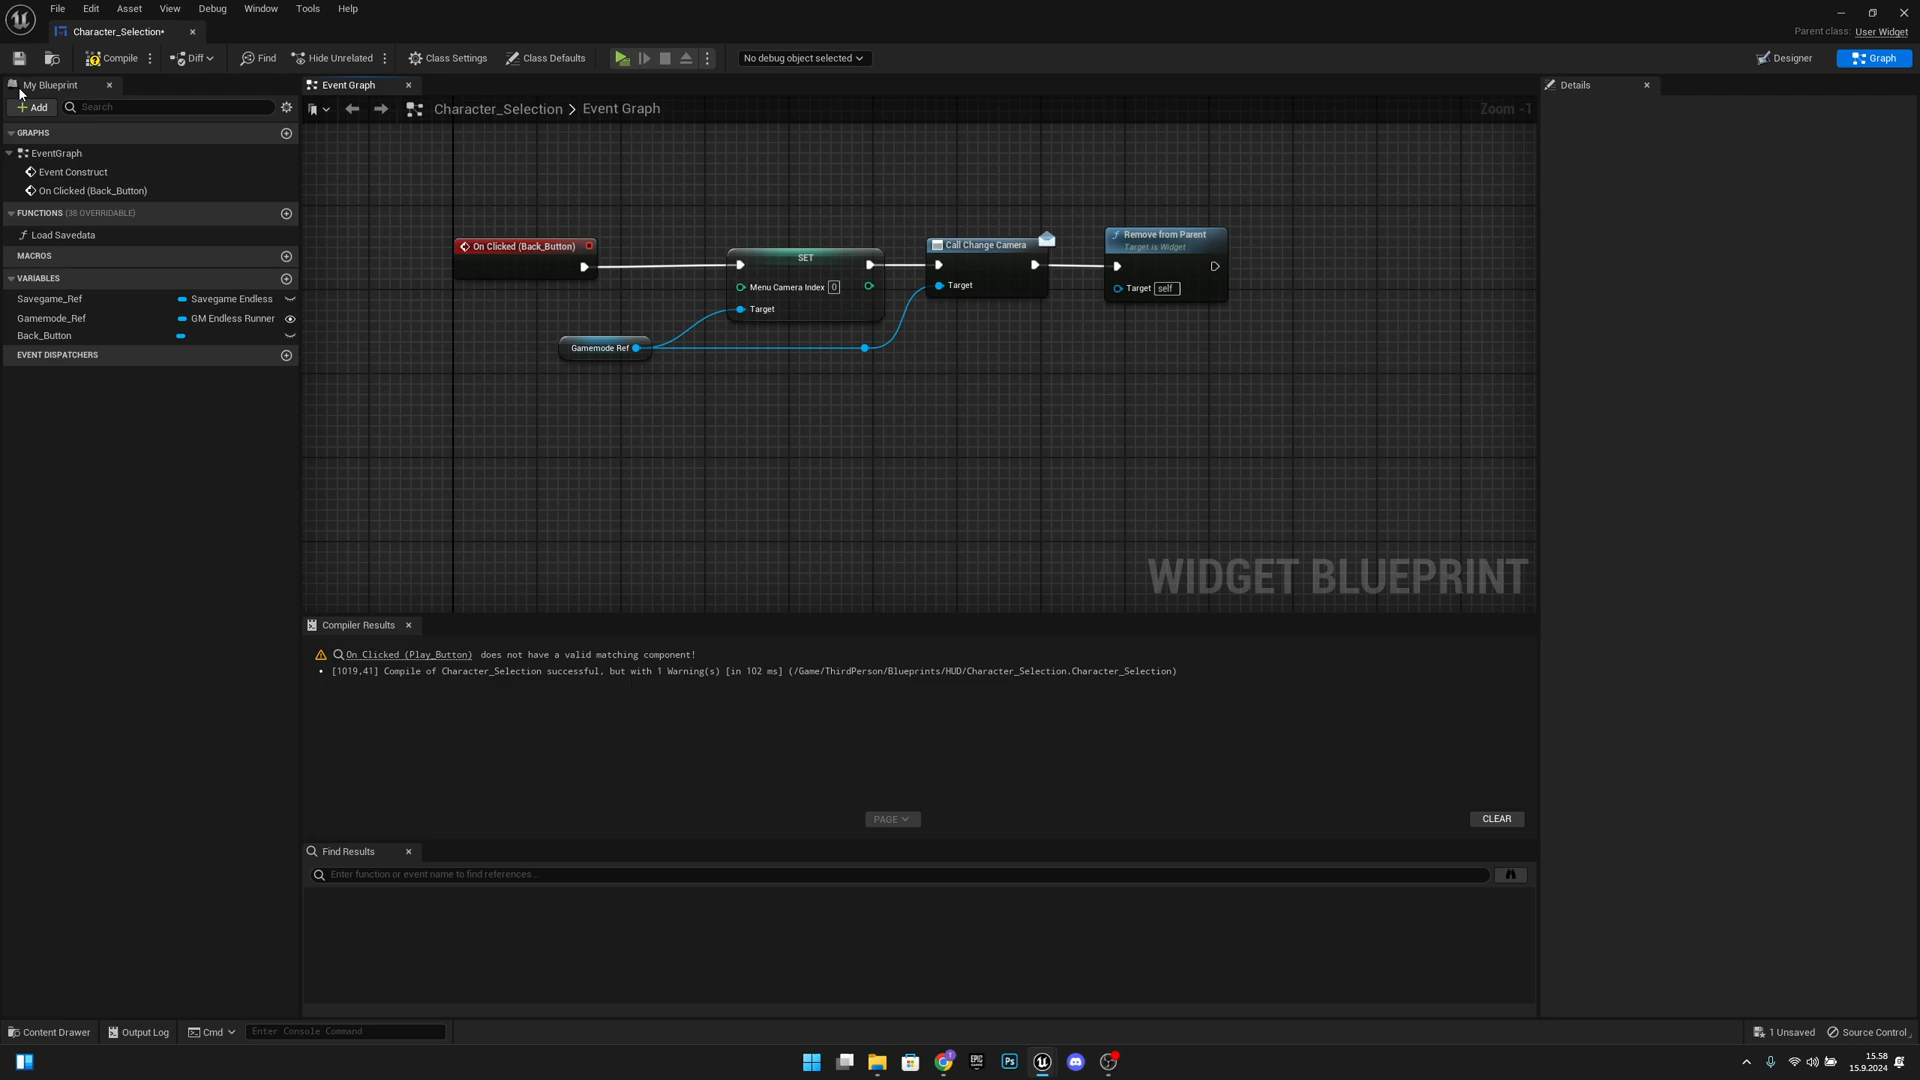 File Edit Asset View Debug Window Tools Help
Character_Selection•
Parent class: User Widget
Compile Diff Find Hide Unrelated Class Settings Class Defaults No debug object selected Designer Graph
My Blueprint
Event Graph
Details
Add Search
Character_Selection > Event Graph
Zoom -1
GRAPHS
EventGraph
Event Construct
On Clicked (Back_Button)
FUNCTIONS (38 OVERRIDABLE)
Load Savedata
MACROS
VARIABLES
Savegame_Ref Savegame Endless
Gamemode_Ref GM Endless Runner
Back_Button
EVENT DISPATCHERS
On Clicked (Back_Button)
SET
Menu Camera Index 0
Target
Call Change Camera
Target
Remove from Parent
Target is Widget
Target self
Gamemode Ref
WIDGET BLUEPRINT
Compiler Results
On Clicked (Play_Button) does not have a valid matching component!
• [1019,41] Compile of Character_Selection successful, but with 1 Warning(s) [in 102 ms] (/Game/ThirdPerson/Blueprints/HUD/Character_Selection.Character_Selection)
PAGE
CLEAR
Find Results
Enter function or event name to find references...
Content Drawer Output Log Cmd Enter Console Command
1 Unsaved Source Control
EPIC
Ps
15.58
15.9.2024